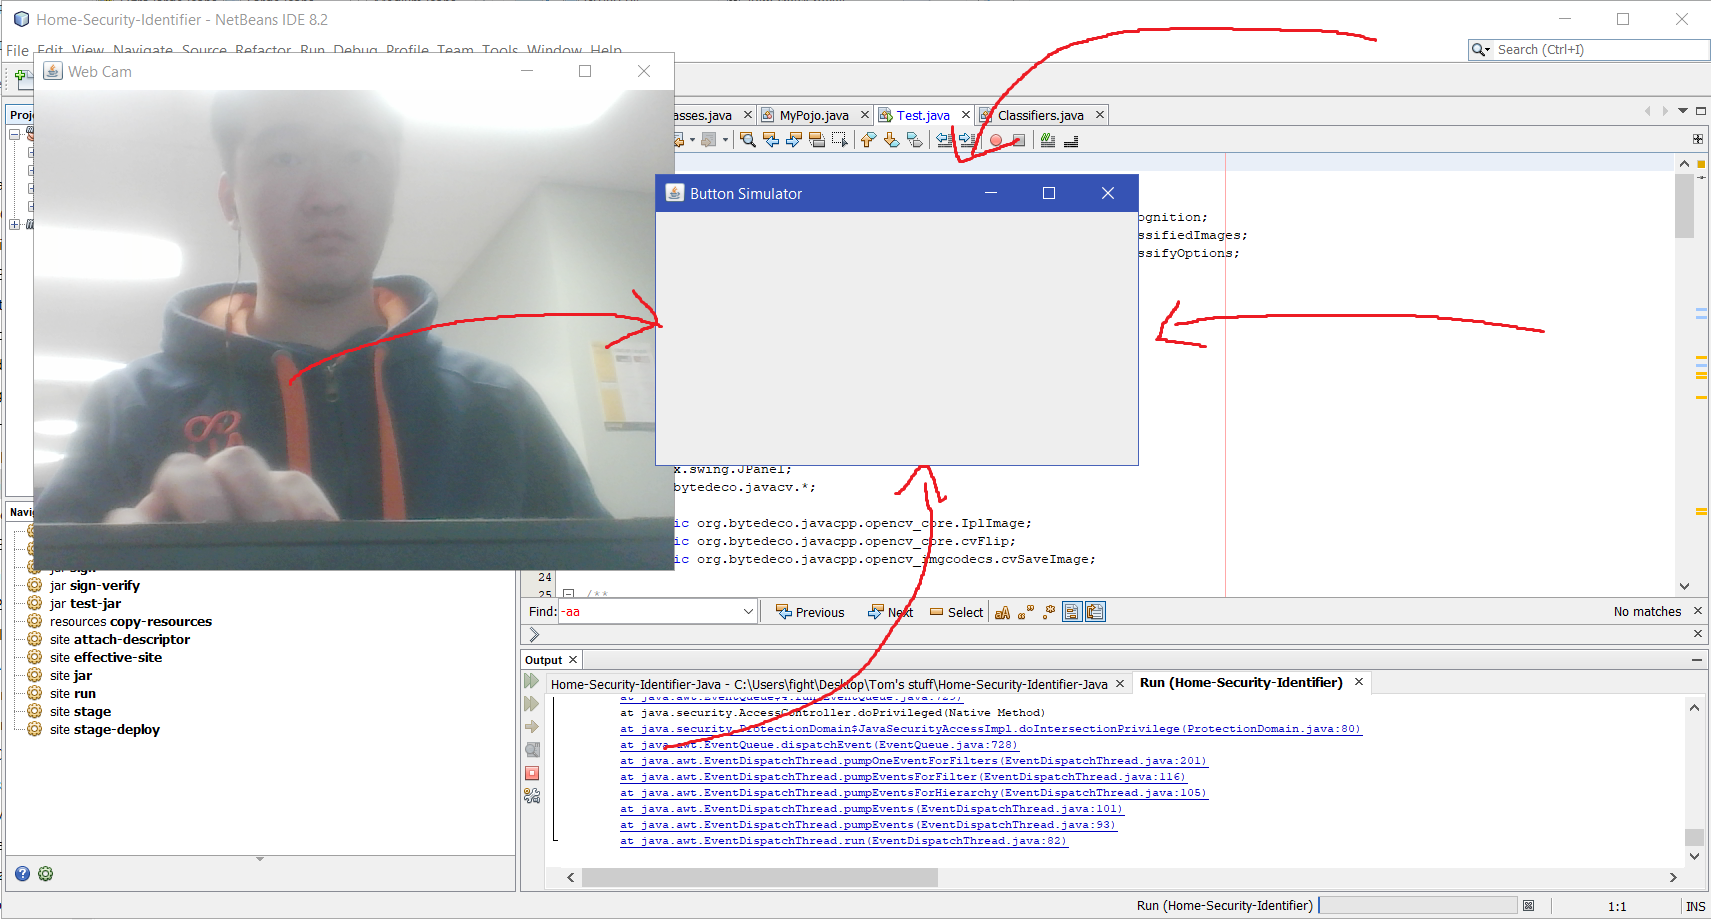 Home-Security-Identifier - NetBeans IDE 8.2
File Edit View Navigate Source Refactor Run Debug Profile Team Tools Window Help
Search (Ctrl+I)
Web Cam
Proje
asses.java
MyPojo.java
Test.java
Classifiers.java
Button Simulator
ognition;
ssifiedImages;
ssifyOptions;
x.swing.JPanel;
bytedeco.javacv.*;
ic org.bytedeco.javacpp.opencv_core.IplImage;
ic org.bytedeco.javacpp.opencv_core.cvFlip;
ic org.bytedeco.javacpp.opencv_imgcodecs.cvSaveImage;
24
25 /**
Navig
jar sign
jar sign-verify
jar test-jar
resources copy-resources
site attach-descriptor
site effective-site
site jar
site run
site stage
site stage-deploy
Find: -aa
Previous
Next
Select
No matches
Output
Home-Security-Identifier-Java - C:\Users\fight\Desktop\Tom's stuff\Home-Security-Identifier-Java
Run (Home-Security-Identifier)
at java.security.AccessController.doPrivileged(Native Method)
at java.security.ProtectionDomain$JavaSecurityAccessImpl.doIntersectionPrivilege(ProtectionDomain.java:80)
at java.awt.EventQueue.dispatchEvent(EventQueue.java:728)
at java.awt.EventDispatchThread.pumpOneEventForFilters(EventDispatchThread.java:201)
at java.awt.EventDispatchThread.pumpEventsForFilter(EventDispatchThread.java:116)
at java.awt.EventDispatchThread.pumpEventsForHierarchy(EventDispatchThread.java:105)
at java.awt.EventDispatchThread.pumpEvents(EventDispatchThread.java:101)
at java.awt.EventDispatchThread.pumpEvents(EventDispatchThread.java:93)
at java.awt.EventDispatchThread.run(EventDispatchThread.java:82)
Run (Home-Security-Identifier)
1:1
INS